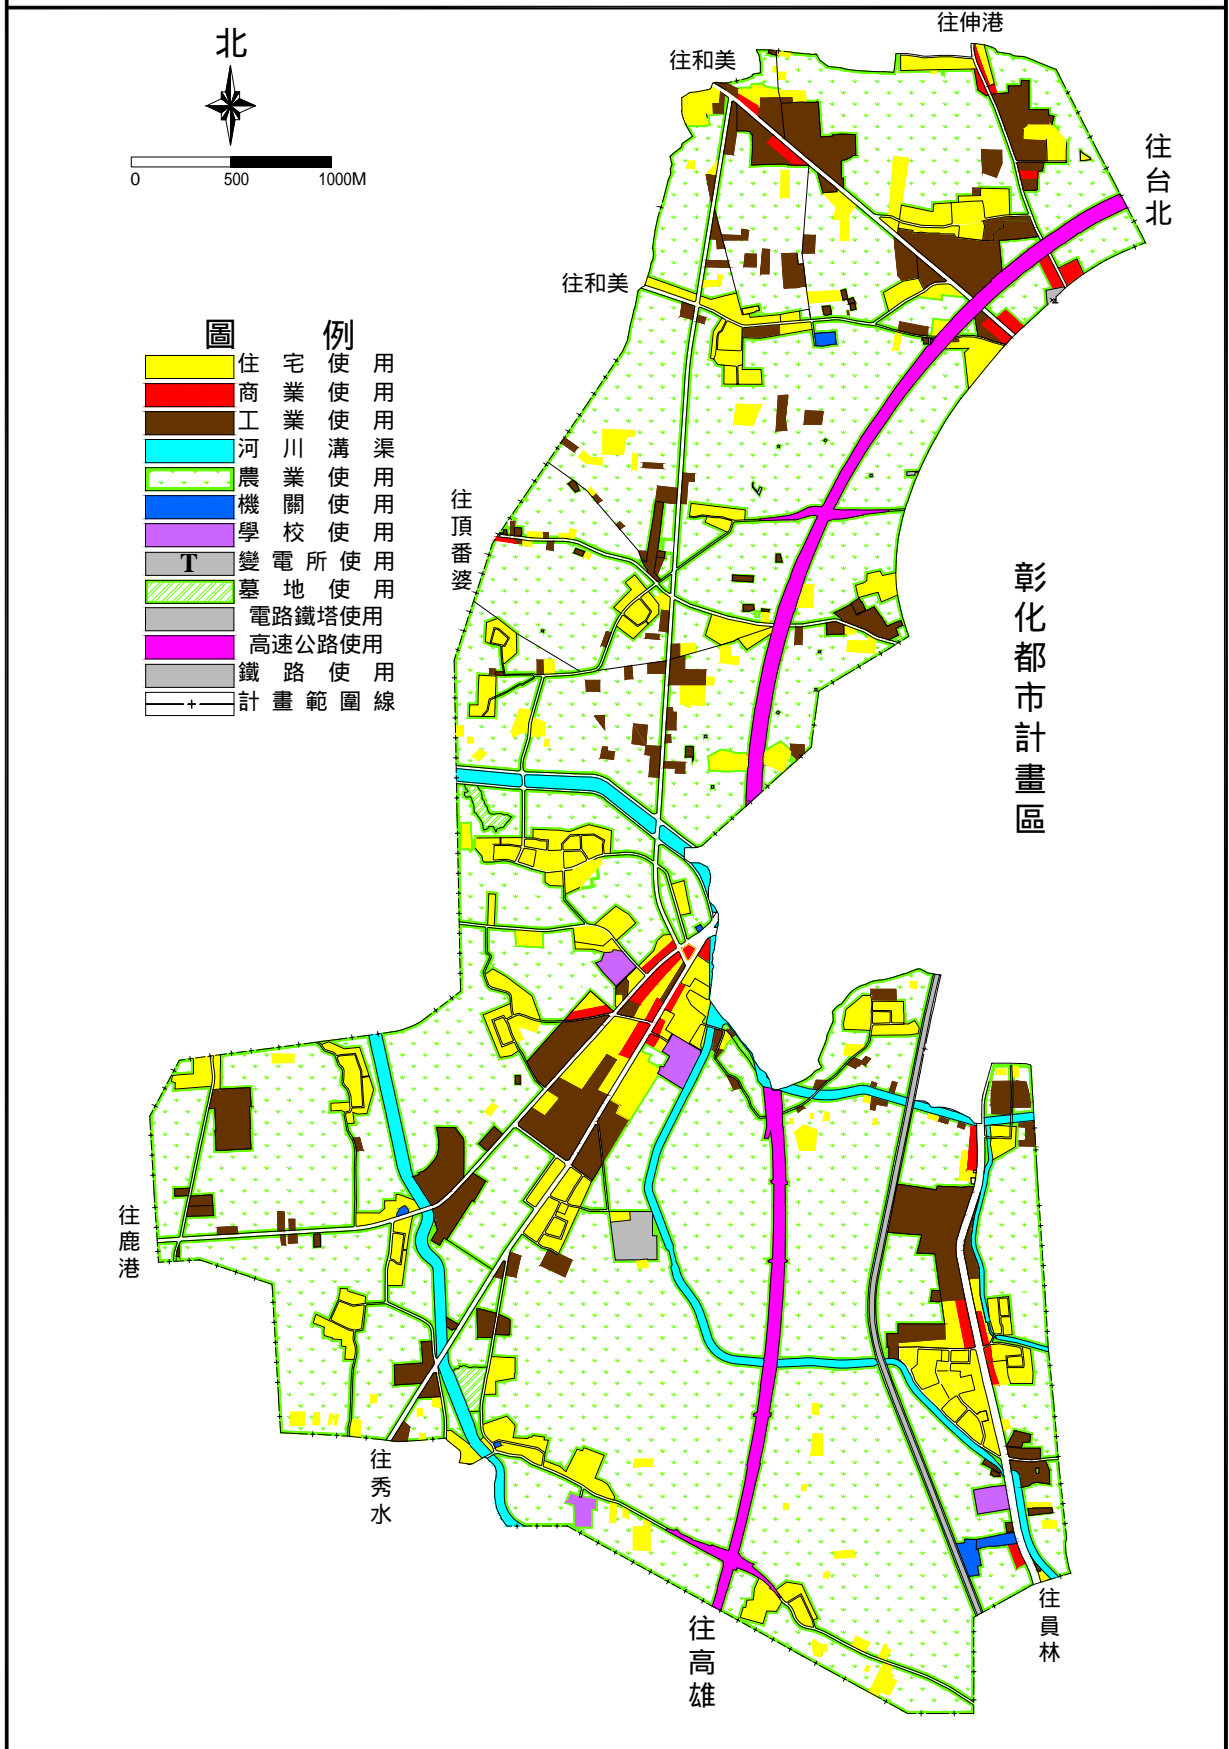 往伸港
北
往和美
往台北
0 500 1000M
往和美
圖 例
住宅使用
商業使用
工業使用
河川溝渠
農業使用
機關使用
學校使用
T 變電所使用
墓地使用
電路鐵塔使用
高速公路使用
鐵路使用
計畫範圍線
往頂番婆
彰化都市計畫區
往鹿港
往秀水
往員林
往高雄